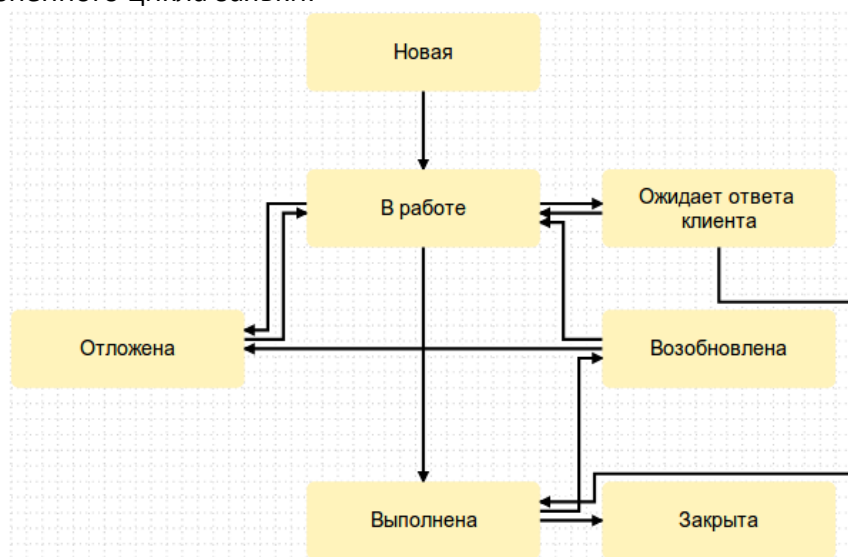 Новая
В работе
Ожидает ответа
клиента
Отложена
Возобновлена
Выполнена
Закрыта